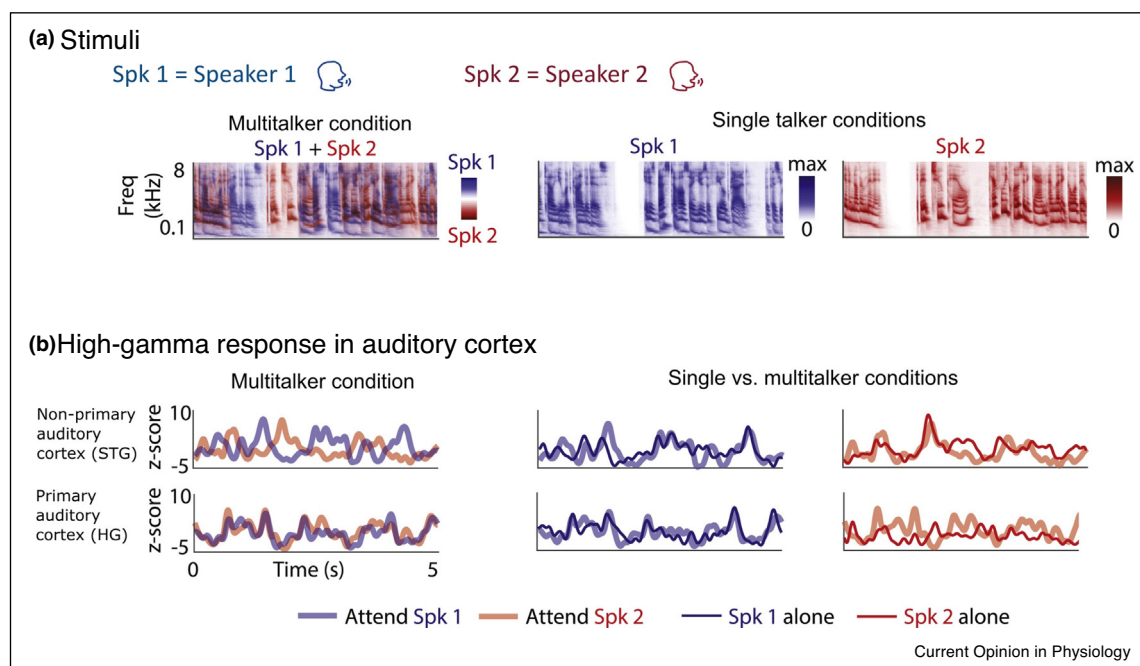 (a) Stimuli
Spk 1 = Speaker 1
Spk 2 = Speaker 2
Multitalker condition
Spk 1 + Spk 2
Single talker conditions
Spk 1
Spk 2
Freq
(kHz)
8
0.1
Spk 1
Spk 2
max
0
max
0
(b) High-gamma response in auditory cortex
Multitalker condition
Single vs. multitalker conditions
Non-primary
auditory
cortex (STG)
z-score
10
-5
Primary
auditory
cortex (HG)
z-score
10
-5
0
Time (s)
5
Attend Spk 1
Attend Spk 2
Spk 1 alone
Spk 2 alone
Current Opinion in Physiology